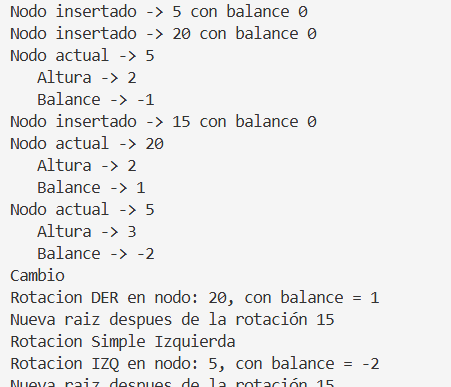 Nodo insertado -> 5 con balance 0
Nodo insertado -> 20 con balance 0
Nodo actual -> 5
Altura -> 2
Balance -> -1
Nodo insertado -> 15 con balance 0
Nodo actual -> 20
Altura -> 2
Balance -> 1
Nodo actual -> 5
Altura -> 3
Balance -> -2
Cambio
Rotacion DER en nodo: 20, con balance = 1
Nueva raiz despues de la rotación 15
Rotacion Simple Izquierda
Rotacion IZQ en nodo: 5, con balance = -2
Nueva raiz despues de la rotación 15